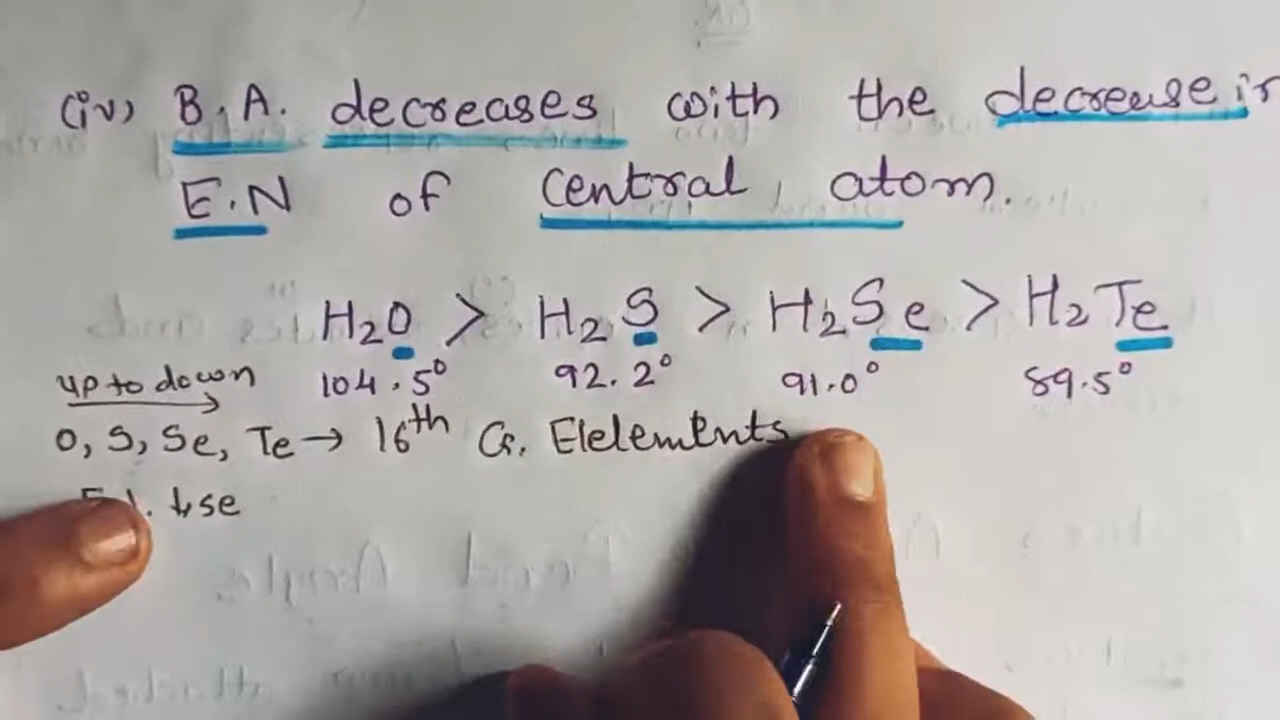 (iv) B.A. decreases with the decrease in
E.N of central atom.
H₂O > H₂S > H₂Se > H₂Te
104.5° 92.2° 91.0° 89.5°
up to down
O, S, Se, Te → 16th G. Elelements
↓se